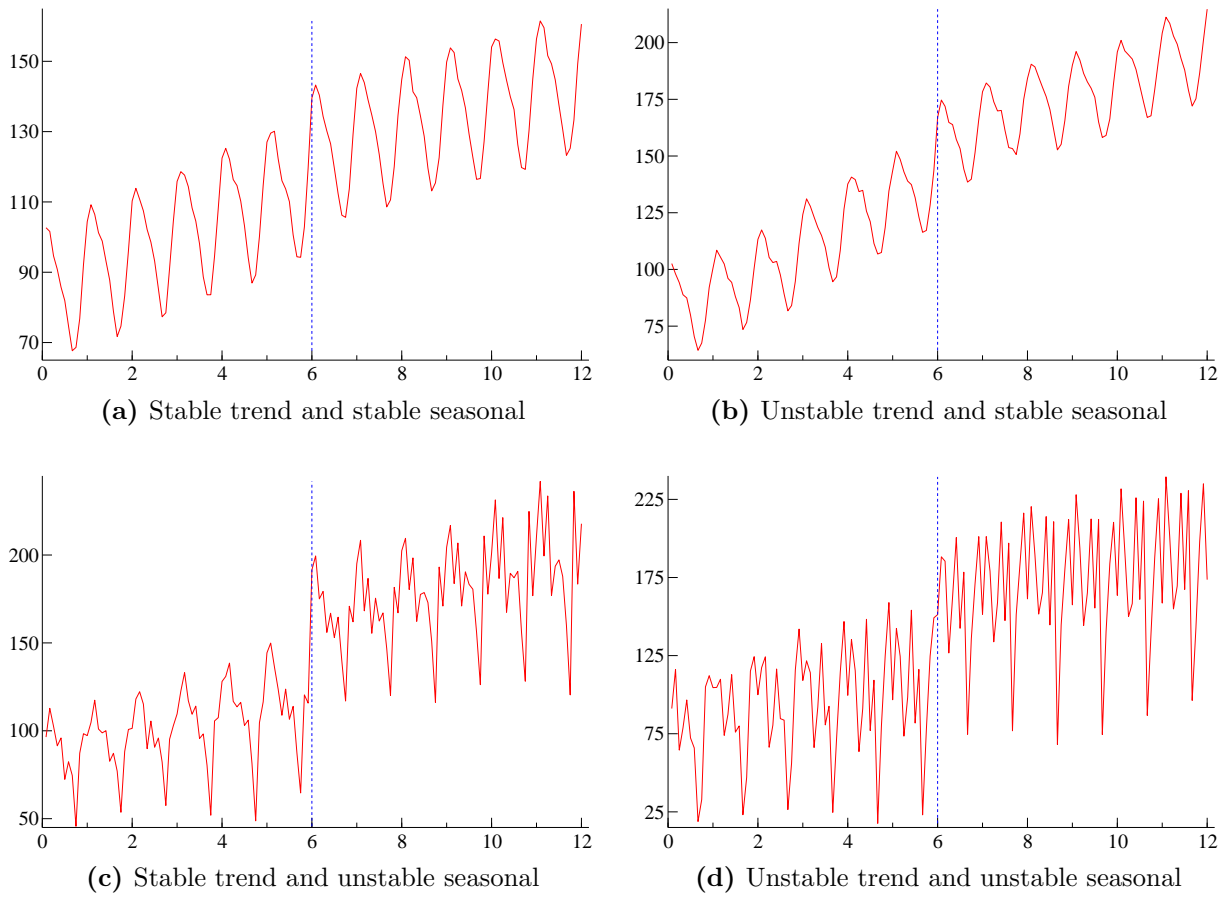 150
130
110
90
70
0 2 4 6 8 10 12
(a) Stable trend and stable seasonal
200
175
150
125
100
75
0 2 4 6 8 10 12
(b) Unstable trend and stable seasonal
200
150
100
50
0 2 4 6 8 10 12
(c) Stable trend and unstable seasonal
225
175
125
75
25
0 2 4 6 8 10 12
(d) Unstable trend and unstable seasonal